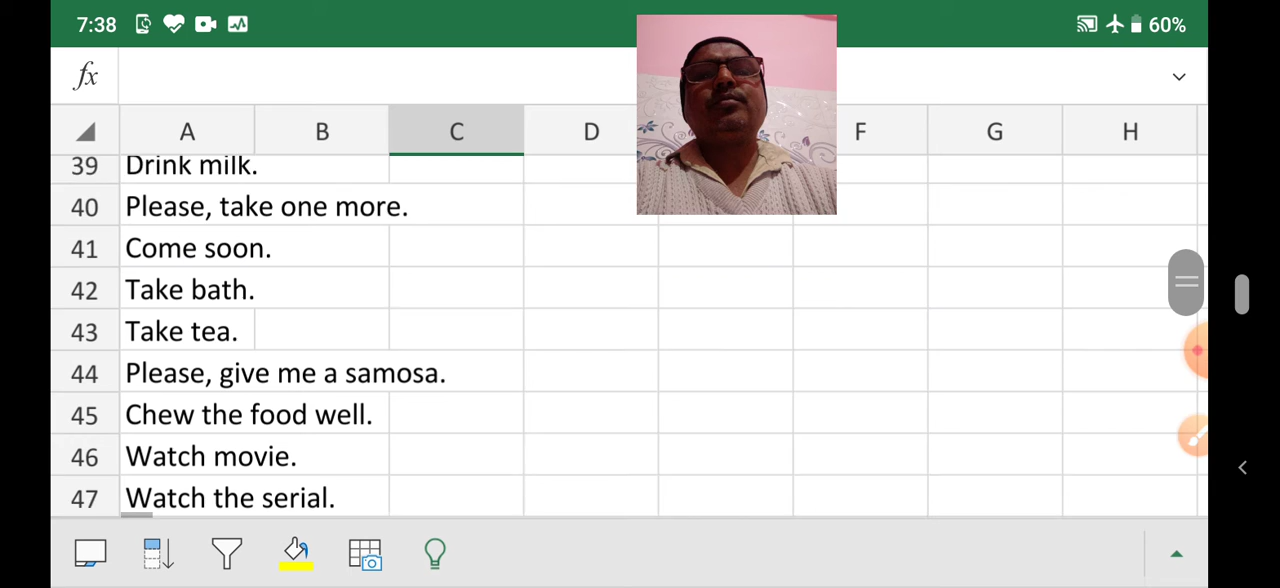 7:38 60%
fx
A B C D F G H
39 Drink milk.
40 Please, take one more.
41 Come soon.
42 Take bath.
43 Take tea.
44 Please, give me a samosa.
45 Chew the food well.
46 Watch movie.
47 Watch the serial.